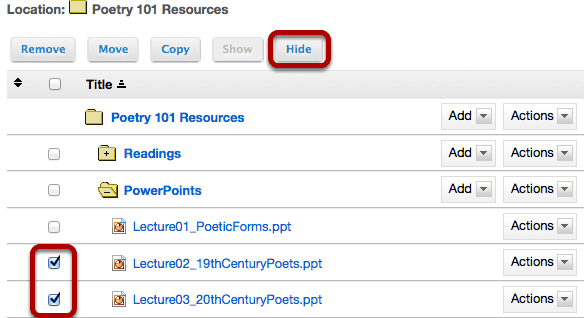 Location: Poetry 101 Resources
Remove Move Copy Show Hide
Title
Poetry 101 Resources Add Actions
Readings Add Actions
PowerPoints Add Actions
Lecture01_PoeticForms.ppt Actions
Lecture02_19thCenturyPoets.ppt Actions
Lecture03_20thCenturyPoets.ppt Actions